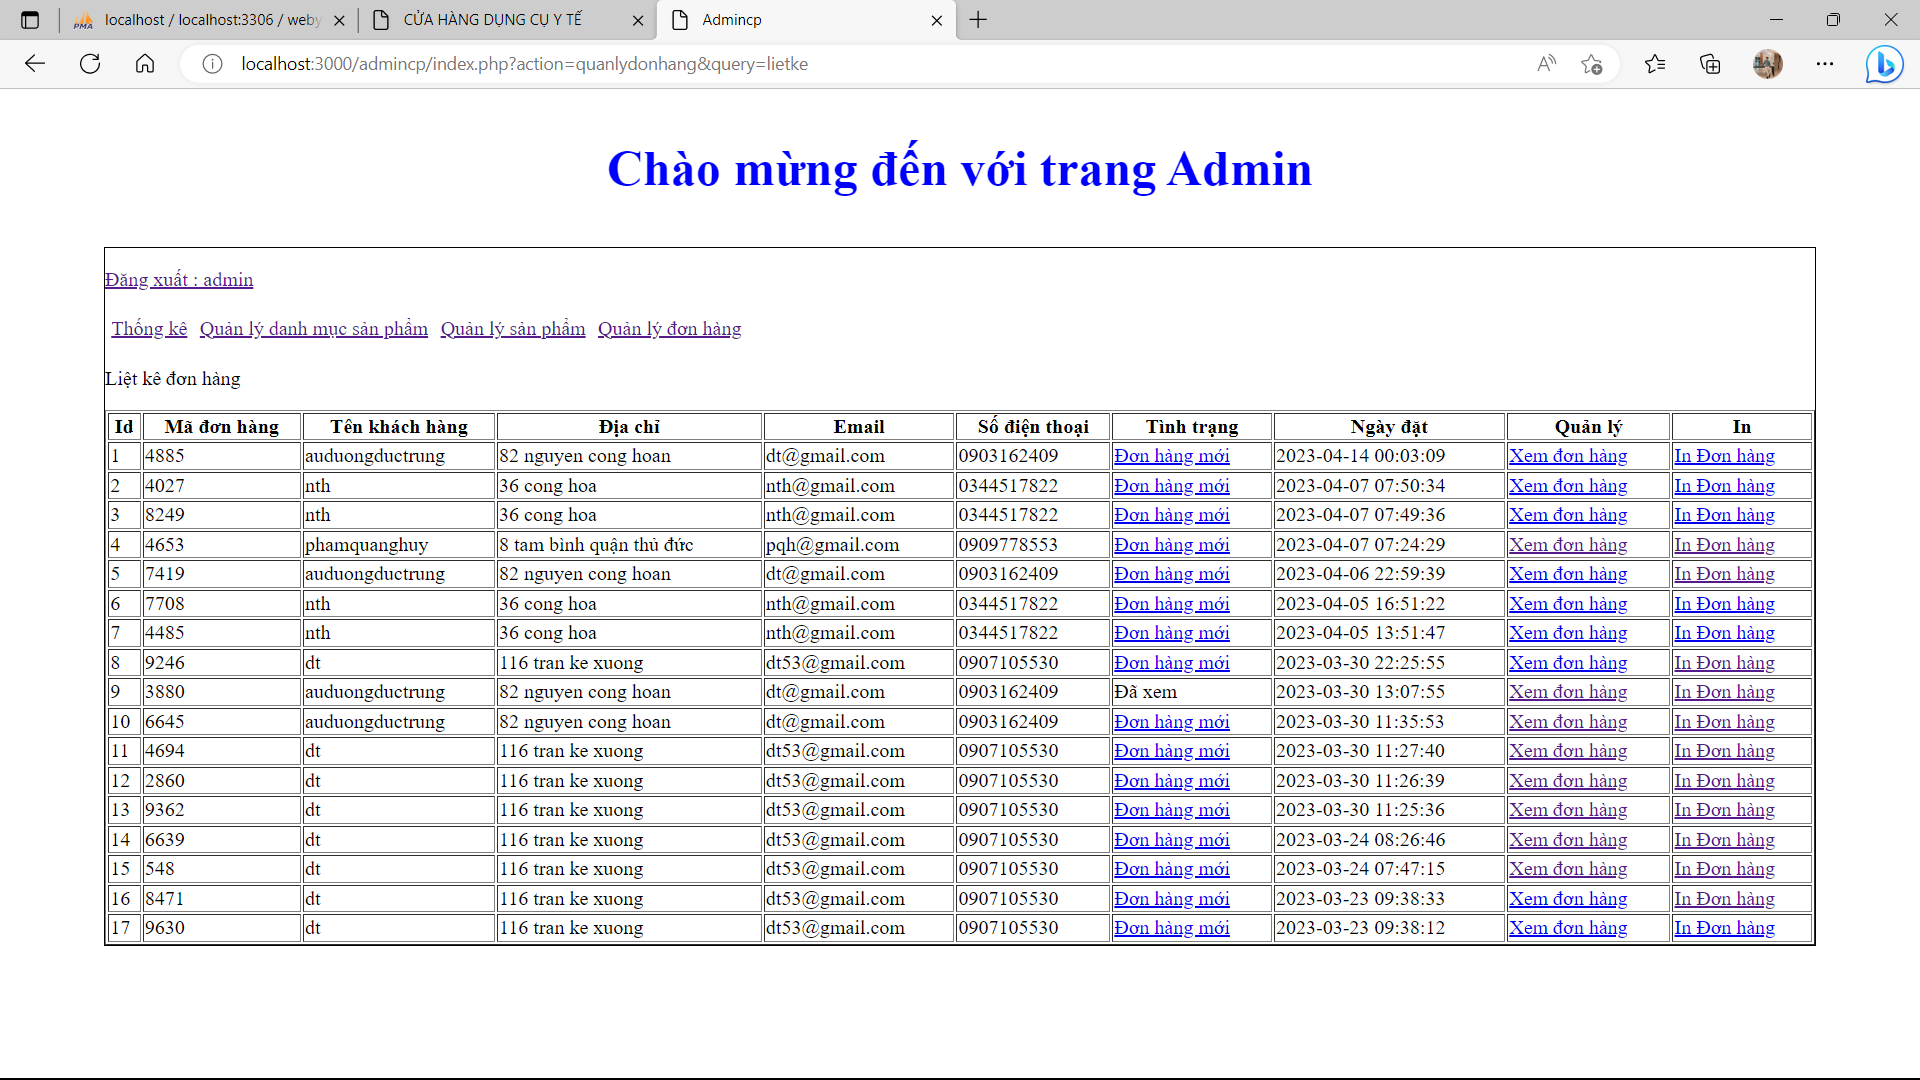 localhost / localhost:3306 / weby
CỬA HÀNG DỤNG CỤ Y TẾ
Admincp
localhost:3000/admincp/index.php?action=quanlydonhang&query=lietke
Chào mừng đến với trang Admin
Đăng xuất : admin
Thống kê Quản lý danh mục sản phẩm Quản lý sản phẩm Quản lý đơn hàng
Liệt kê đơn hàng
Id Mã đơn hàng Tên khách hàng Địa chỉ Email Số điện thoại Tình trạng Ngày đặt Quản lý In
1 4885 auduongductrung 82 nguyen cong hoan dt@gmail.com 0903162409 Đơn hàng mới 2023-04-14 00:03:09 Xem đơn hàng In Đơn hàng
2 4027 nth 36 cong hoa nth@gmail.com 0344517822 Đơn hàng mới 2023-04-07 07:50:34 Xem đơn hàng In Đơn hàng
3 8249 nth 36 cong hoa nth@gmail.com 0344517822 Đơn hàng mới 2023-04-07 07:49:36 Xem đơn hàng In Đơn hàng
4 4653 phamquanghuy 8 tam bình quận thủ đức pqh@gmail.com 0909778553 Đơn hàng mới 2023-04-07 07:24:29 Xem đơn hàng In Đơn hàng
5 7419 auduongductrung 82 nguyen cong hoan dt@gmail.com 0903162409 Đơn hàng mới 2023-04-06 22:59:39 Xem đơn hàng In Đơn hàng
6 7708 nth 36 cong hoa nth@gmail.com 0344517822 Đơn hàng mới 2023-04-05 16:51:22 Xem đơn hàng In Đơn hàng
7 4485 nth 36 cong hoa nth@gmail.com 0344517822 Đơn hàng mới 2023-04-05 13:51:47 Xem đơn hàng In Đơn hàng
8 9246 dt 116 tran ke xuong dt53@gmail.com 0907105530 Đơn hàng mới 2023-03-30 22:25:55 Xem đơn hàng In Đơn hàng
9 3880 auduongductrung 82 nguyen cong hoan dt@gmail.com 0903162409 Đã xem 2023-03-30 13:07:55 Xem đơn hàng In Đơn hàng
10 6645 auduongductrung 82 nguyen cong hoan dt@gmail.com 0903162409 Đơn hàng mới 2023-03-30 11:35:53 Xem đơn hàng In Đơn hàng
11 4694 dt 116 tran ke xuong dt53@gmail.com 0907105530 Đơn hàng mới 2023-03-30 11:27:40 Xem đơn hàng In Đơn hàng
12 2860 dt 116 tran ke xuong dt53@gmail.com 0907105530 Đơn hàng mới 2023-03-30 11:26:39 Xem đơn hàng In Đơn hàng
13 9362 dt 116 tran ke xuong dt53@gmail.com 0907105530 Đơn hàng mới 2023-03-30 11:25:36 Xem đơn hàng In Đơn hàng
14 6639 dt 116 tran ke xuong dt53@gmail.com 0907105530 Đơn hàng mới 2023-03-24 08:26:46 Xem đơn hàng In Đơn hàng
15 548 dt 116 tran ke xuong dt53@gmail.com 0907105530 Đơn hàng mới 2023-03-24 07:47:15 Xem đơn hàng In Đơn hàng
16 8471 dt 116 tran ke xuong dt53@gmail.com 0907105530 Đơn hàng mới 2023-03-23 09:38:33 Xem đơn hàng In Đơn hàng
17 9630 dt 116 tran ke xuong dt53@gmail.com 0907105530 Đơn hàng mới 2023-03-23 09:38:12 Xem đơn hàng In Đơn hàng